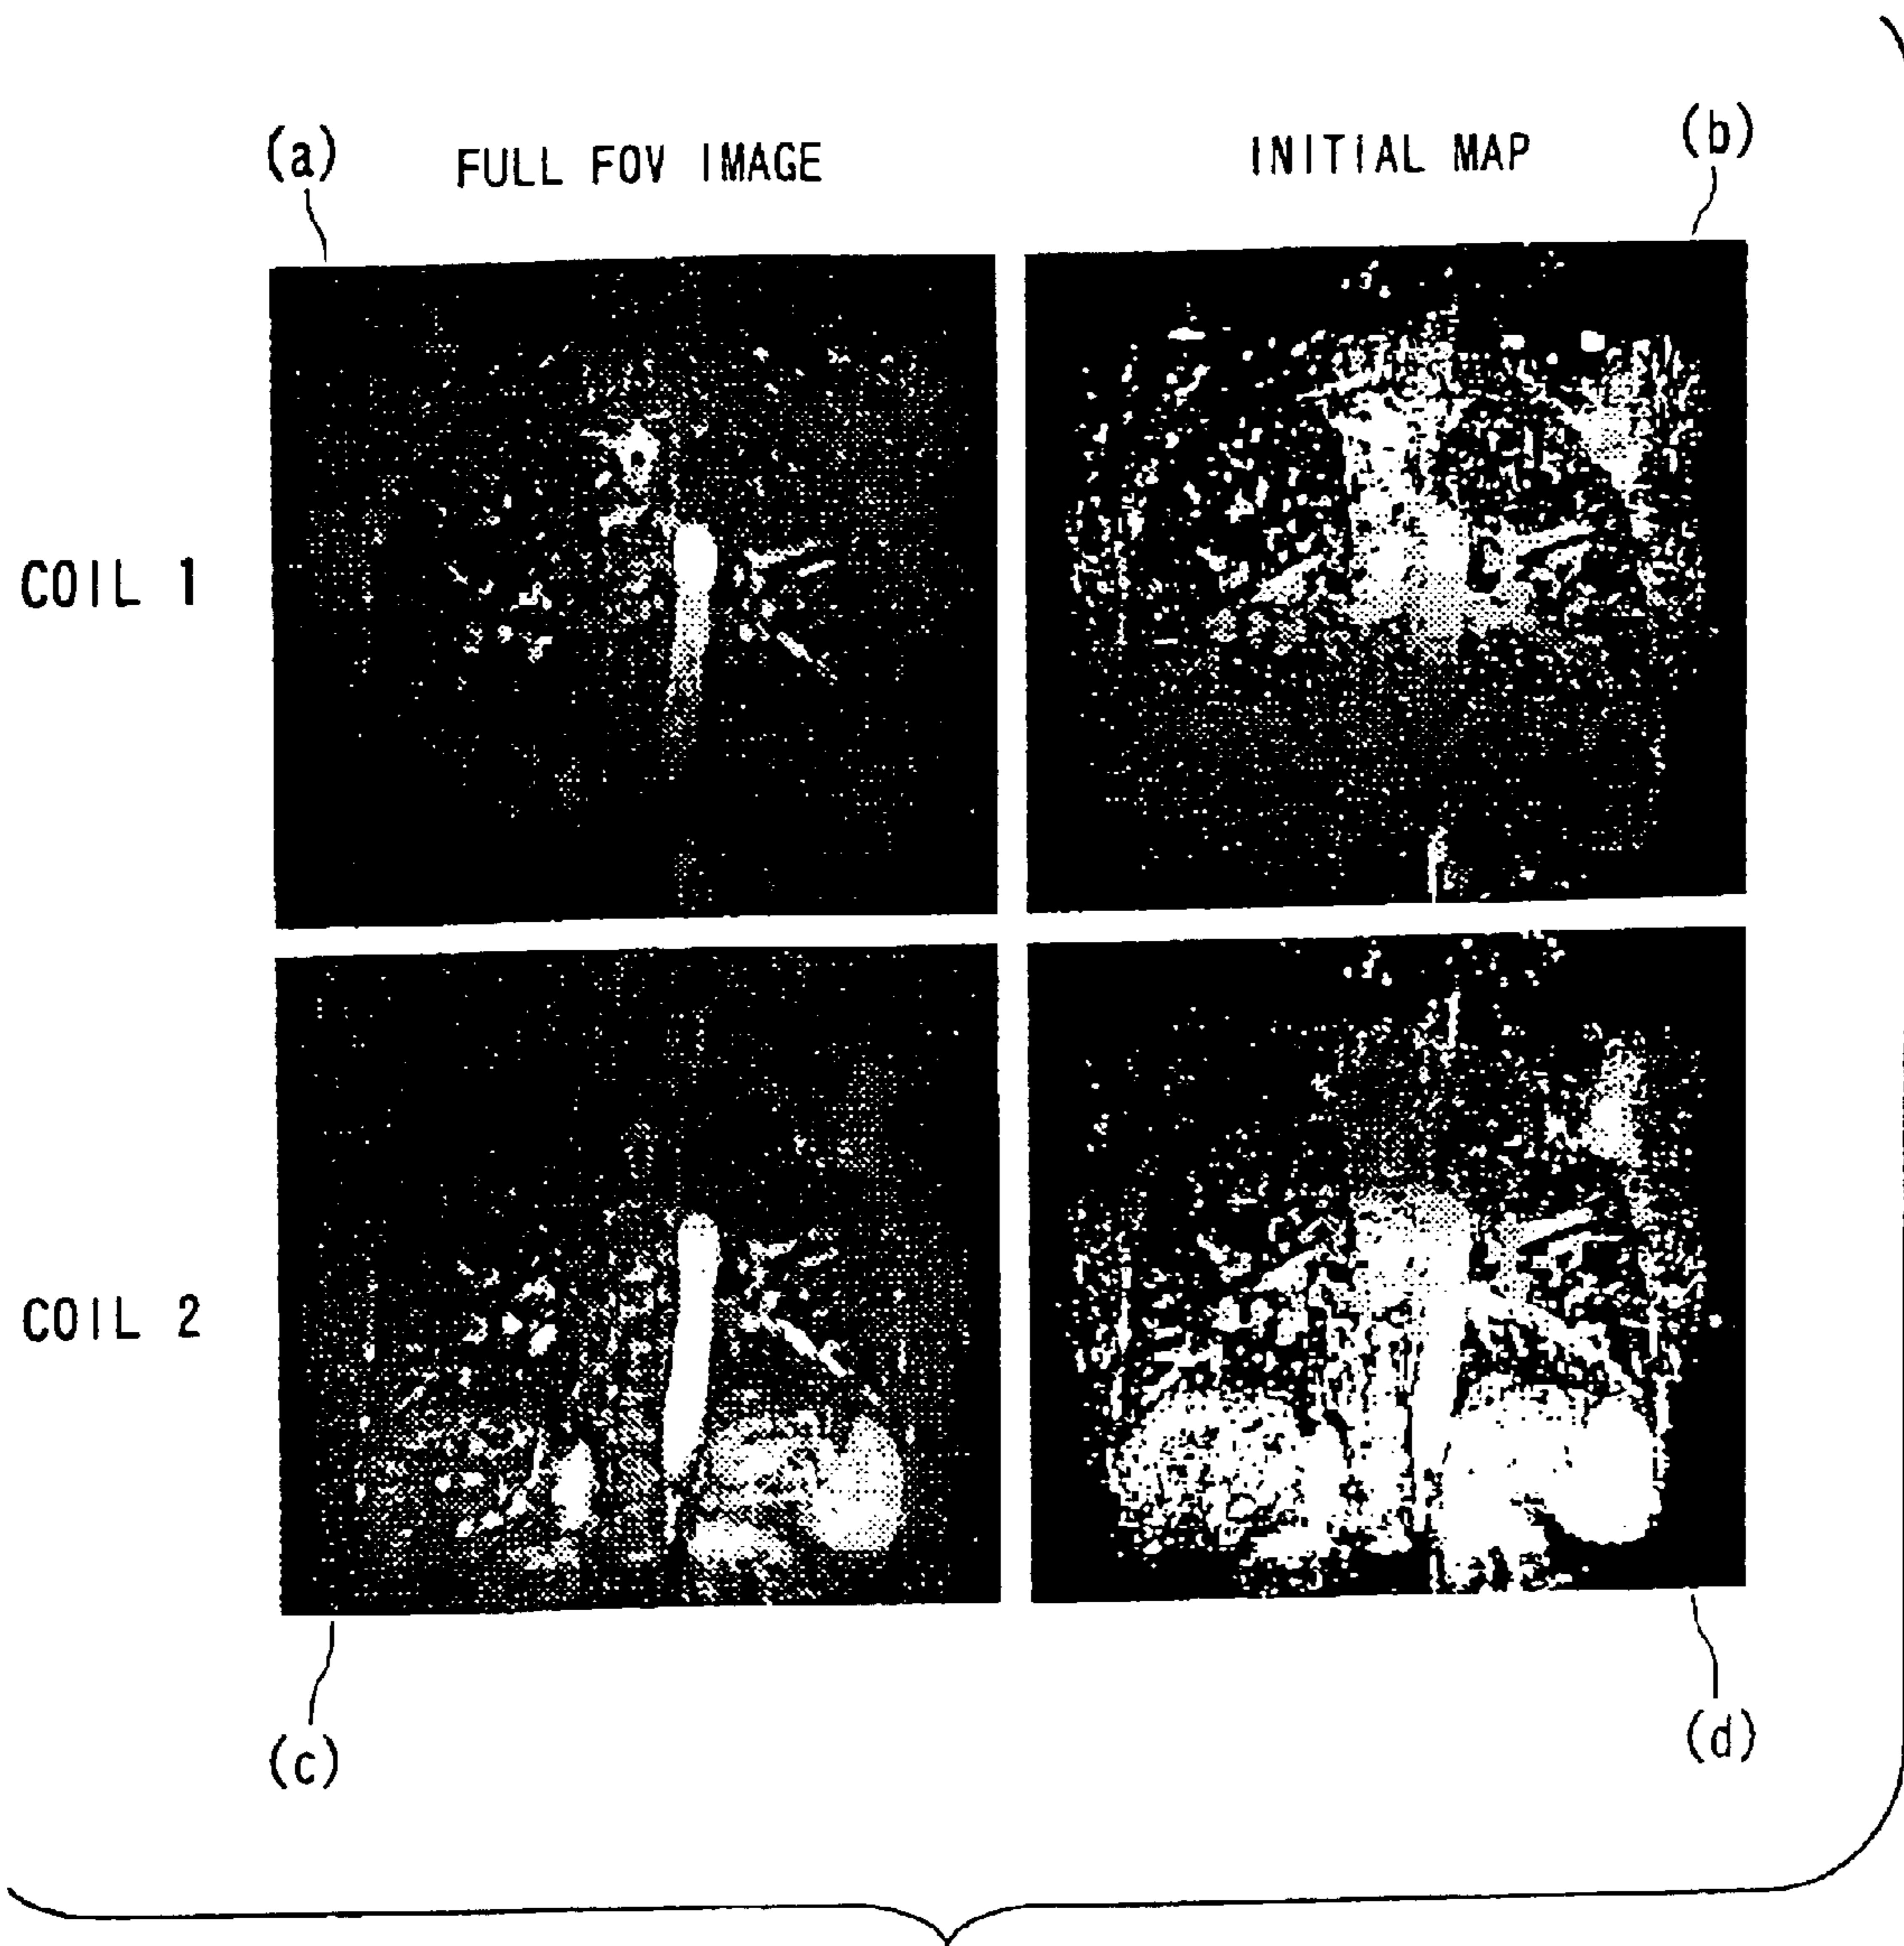 (a) FULL FOV IMAGE INITIAL MAP (b)
COIL 1
COIL 2
(c) (d)